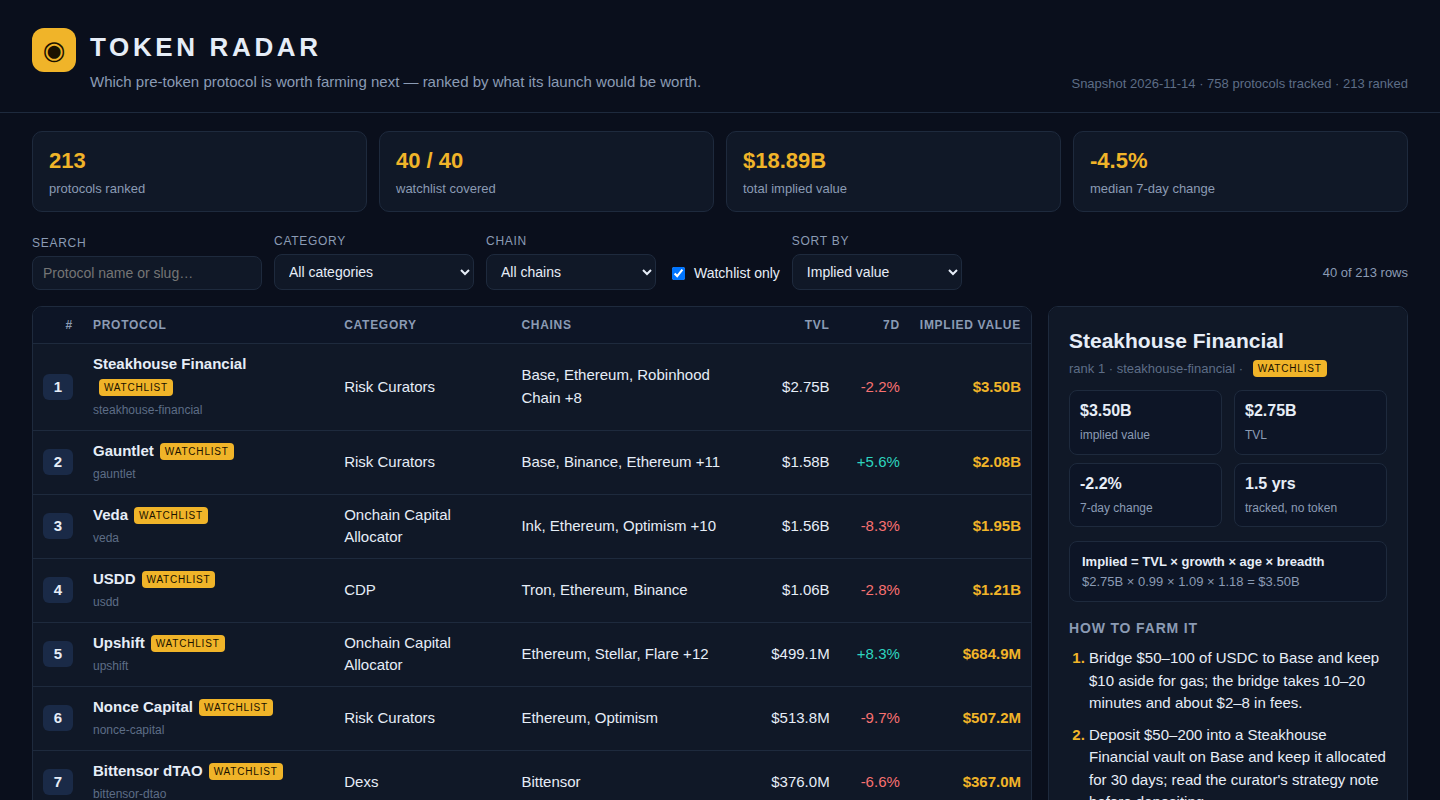 TOKEN RADAR
Which pre-token protocol is worth farming next — ranked by what its launch would be worth.
Snapshot 2026-11-14 · 758 protocols tracked · 213 ranked
213
protocols ranked
40 / 40
watchlist covered
$18.89B
total implied value
-4.5%
median 7-day change
SEARCH
Protocol name or slug…
CATEGORY
All categories
CHAIN
All chains
Watchlist only
SORT BY
Implied value
40 of 213 rows
# PROTOCOL CATEGORY CHAINS TVL 7D IMPLIED VALUE
1 Steakhouse Financial WATCHLIST
steakhouse-financial
Risk Curators
Base, Ethereum, Robinhood
Chain +8
$2.75B -2.2% $3.50B
2 Gauntlet WATCHLIST
gauntlet
Risk Curators
Base, Binance, Ethereum +11
$1.58B +5.6% $2.08B
3 Veda WATCHLIST
veda
Onchain Capital
Allocator
Ink, Ethereum, Optimism +10
$1.56B -8.3% $1.95B
4 USDD WATCHLIST
usdd
CDP
Tron, Ethereum, Binance
$1.06B -2.8% $1.21B
5 Upshift WATCHLIST
upshift
Onchain Capital
Allocator
Ethereum, Stellar, Flare +12
$499.1M +8.3% $684.9M
6 Nonce Capital WATCHLIST
nonce-capital
Risk Curators
Ethereum, Optimism
$513.8M -9.7% $507.2M
7 Bittensor dTAO WATCHLIST
bittensor-dtao
Dexs
Bittensor
$376.0M -6.6% $367.0M
Steakhouse Financial
rank 1 · steakhouse-financial · WATCHLIST
$3.50B
implied value
$2.75B
TVL
-2.2%
7-day change
1.5 yrs
tracked, no token
Implied = TVL × growth × age × breadth
$2.75B × 0.99 × 1.09 × 1.18 = $3.50B
HOW TO FARM IT
1. Bridge $50–100 of USDC to Base and keep
$10 aside for gas; the bridge takes 10–20
minutes and about $2–8 in fees.
2. Deposit $50–200 into a Steakhouse
Financial vault on Base and keep it allocated
for 30 days; read the curator's strategy note
before depositing.